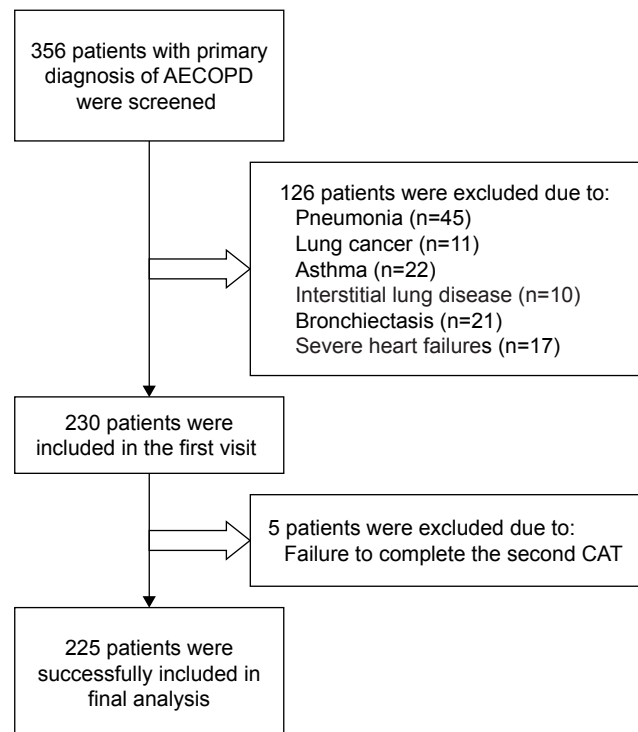 356 patients with primary
diagnosis of AECOPD
were screened
126 patients were excluded due to:
Pneumonia (n=45)
Lung cancer (n=11)
Asthma (n=22)
Interstitial lung disease (n=10)
Bronchiectasis (n=21)
Severe heart failures (n=17)
230 patients were
included in the first visit
5 patients were excluded due to:
Failure to complete the second CAT
225 patients were
successfully included in
final analysis